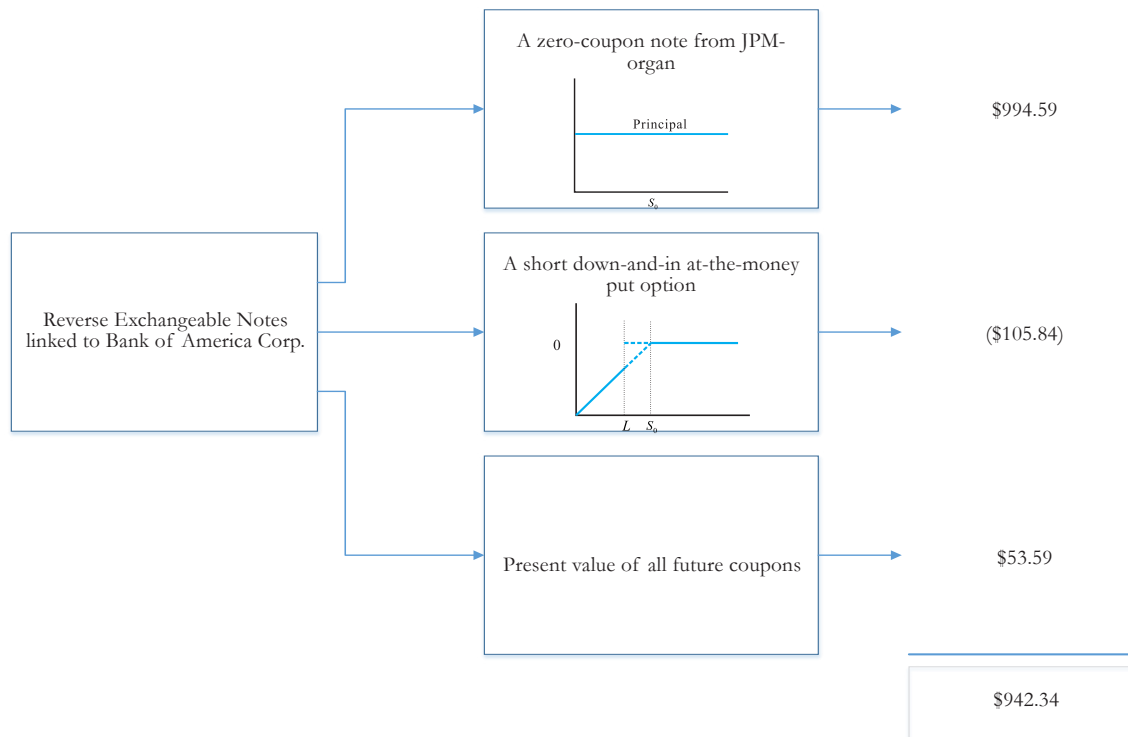 Reverse Exchangeable Notes
linked to Bank of America Corp.
A zero-coupon note from JPM-
organ
Principal
S₀
$994.59
A short down-and-in at-the-money
put option
0
L S₀
($105.84)
Present value of all future coupons
$53.59
$942.34